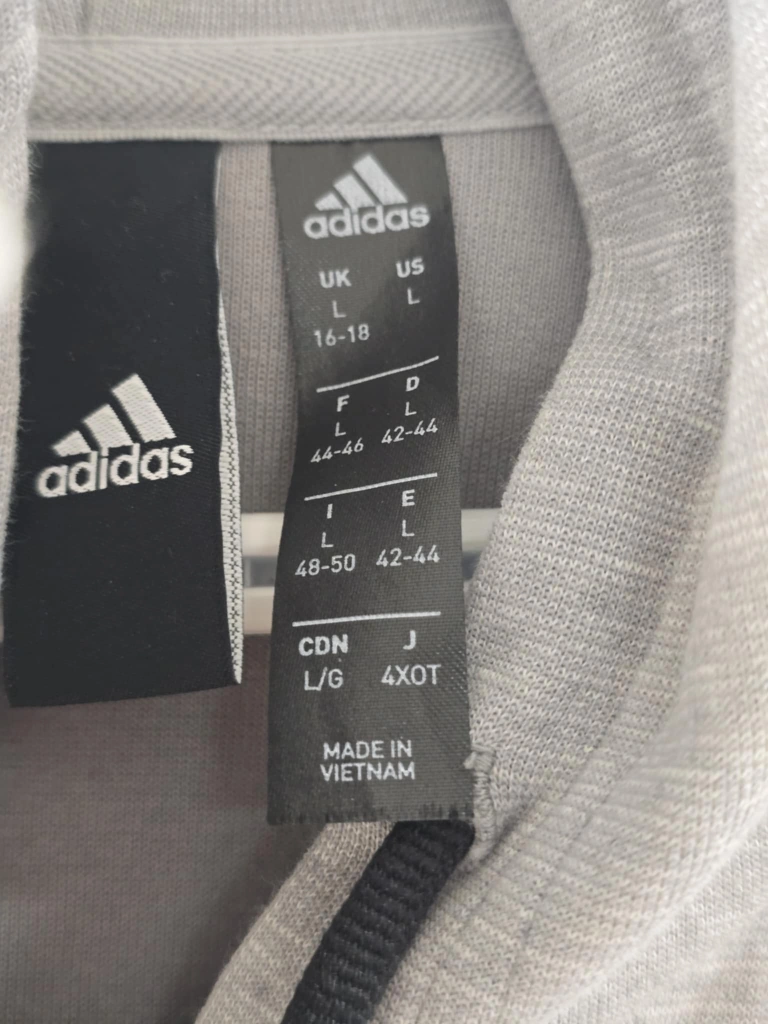 adidas
adidas
UK US
L L
16-18
F D
L L
44-46 42-44
I E
L L
48-50 42-44
CDN J
L/G 4XOT
MADE IN
VIETNAM